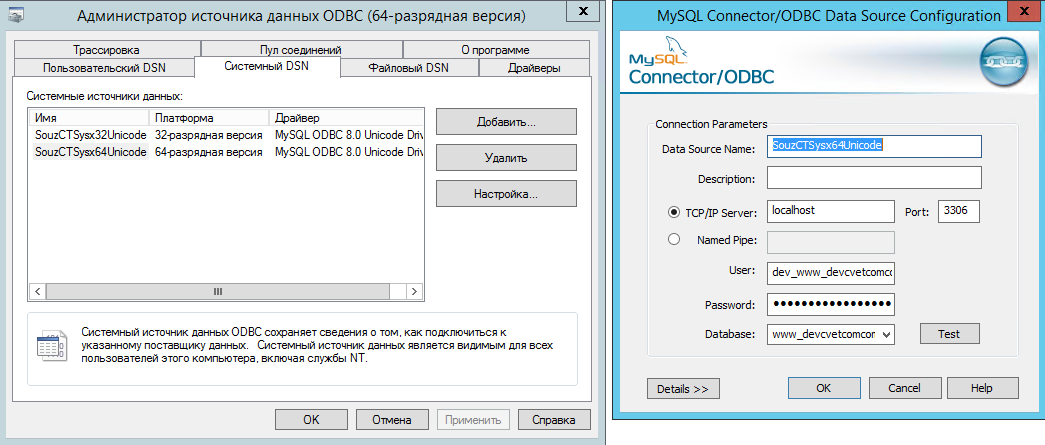 Администратор источника данных ODBC (64-разрядная версия)
Трассировка
Пул соединений
О программе
Пользовательский DSN
Системный DSN
Файловый DSN
Драйверы
Системные источники данных:
Имя
Платформа
Драйвер
SouzCTSysx32Unicode
32-разрядная версия
MySQL ODBC 8.0 Unicode Driv
SouzCTSysx64Unicode
64-разрядная версия
MySQL ODBC 8.0 Unicode Driv
Добавить...
Удалить
Настройка...
Системный источник данных ODBC сохраняет сведения о том, как подключиться к
указанному поставщику данных. Системный источник данных является видимым для всех
пользователей этого компьютера, включая службы NT.
OK
Отмена
Применить
Справка
MySQL Connector/ODBC Data Source Configuration
MySQL
Connector/ODBC
Connection Parameters
Data Source Name:
SouzCTSysx64Unicode
Description:
TCP/IP Server:
localhost
Port:
3306
Named Pipe:
User:
dev_www_devcvetcomcc
Password:
Database:
www_devcvetcomcor
Test
Details >>
OK
Cancel
Help